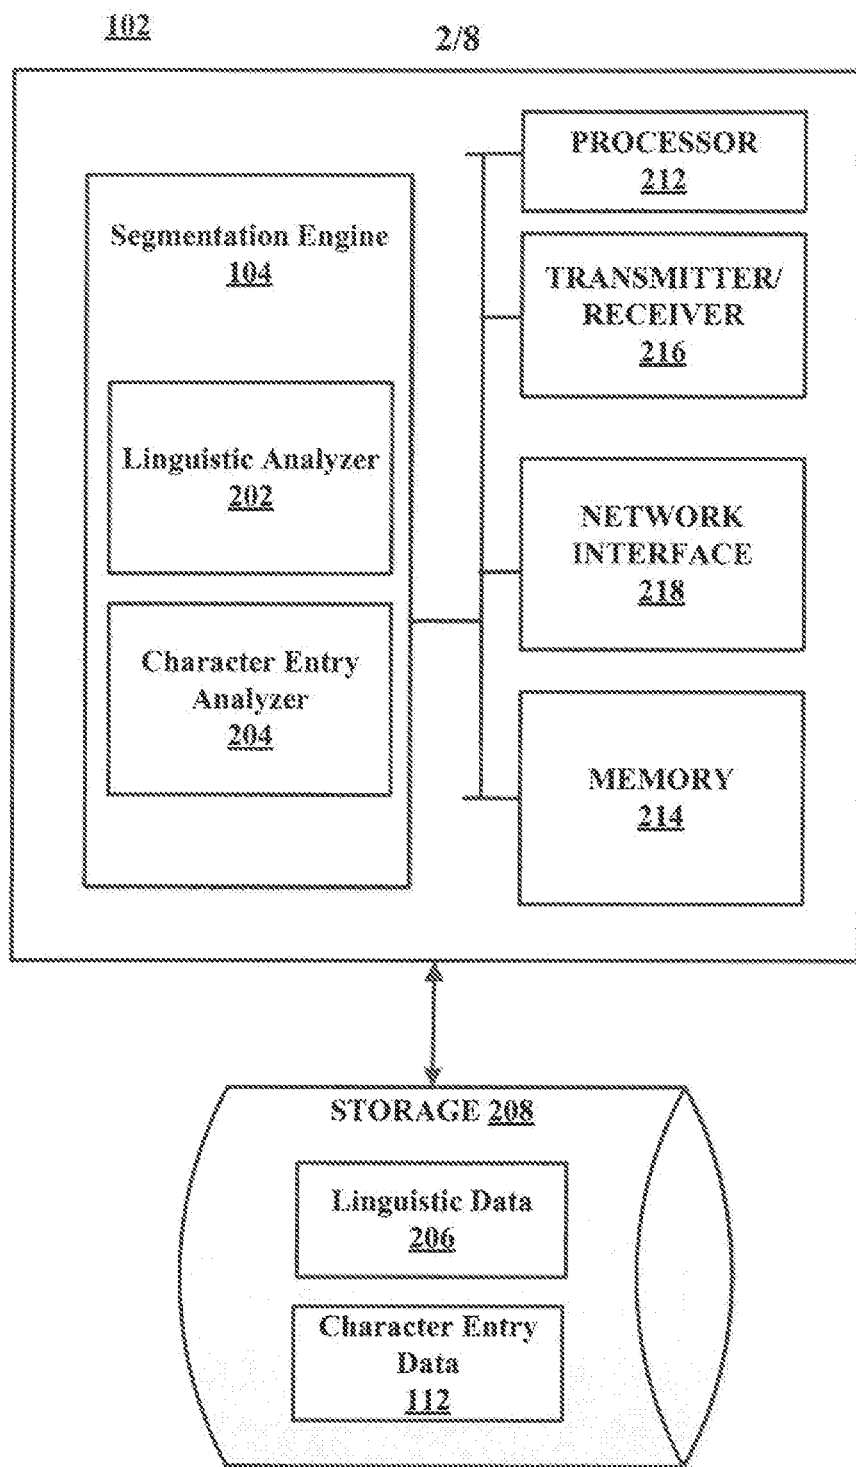 102
2/8
Segmentation Engine
104
Linguistic Analyzer
202
Character Entry
Analyzer
204
PROCESSOR
212
TRANSMITTER/
RECEIVER
216
NETWORK
INTERFACE
218
MEMORY
214
STORAGE 208
Linguistic Data
206
Character Entry
Data
112